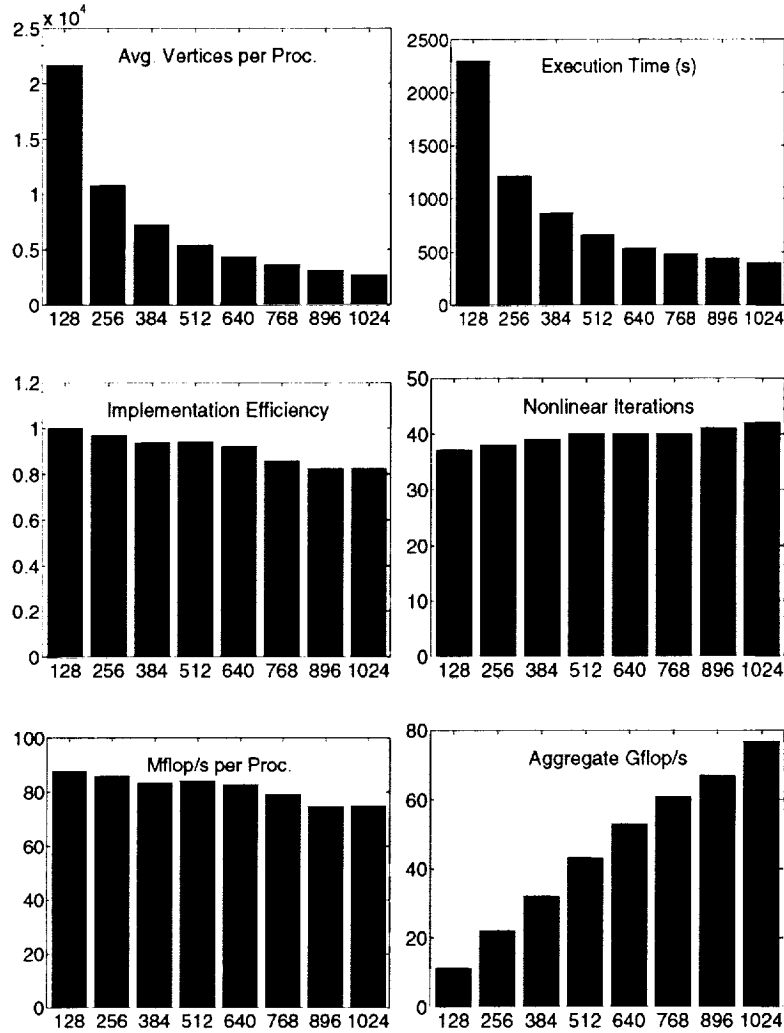 x 10^4
Avg. Vertices per Proc.
2.5
2
1.5
1
0.5
0
128 256 384 512 640 768 896 1024
Execution Time (s)
2500
2000
1500
1000
500
0
128 256 384 512 640 768 896 1024
Implementation Efficiency
1.2
1
0.8
0.6
0.4
0.2
0
128 256 384 512 640 768 896 1024
Nonlinear Iterations
50
40
30
20
10
0
128 256 384 512 640 768 896 1024
Mflop/s per Proc.
100
80
60
40
20
0
128 256 384 512 640 768 896 1024
Aggregate Gflop/s
80
60
40
20
0
128 256 384 512 640 768 896 1024